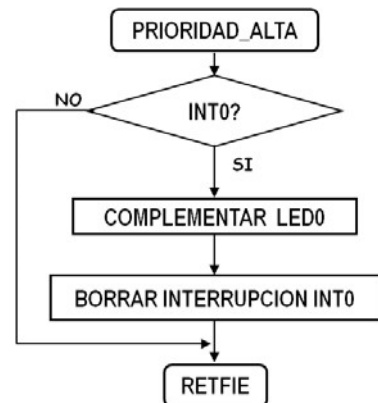 PRIORIDAD_ALTA
NO
INT0?
SI
COMPLEMENTAR LED0
BORRAR INTERRUPCION INT0
RETFIE